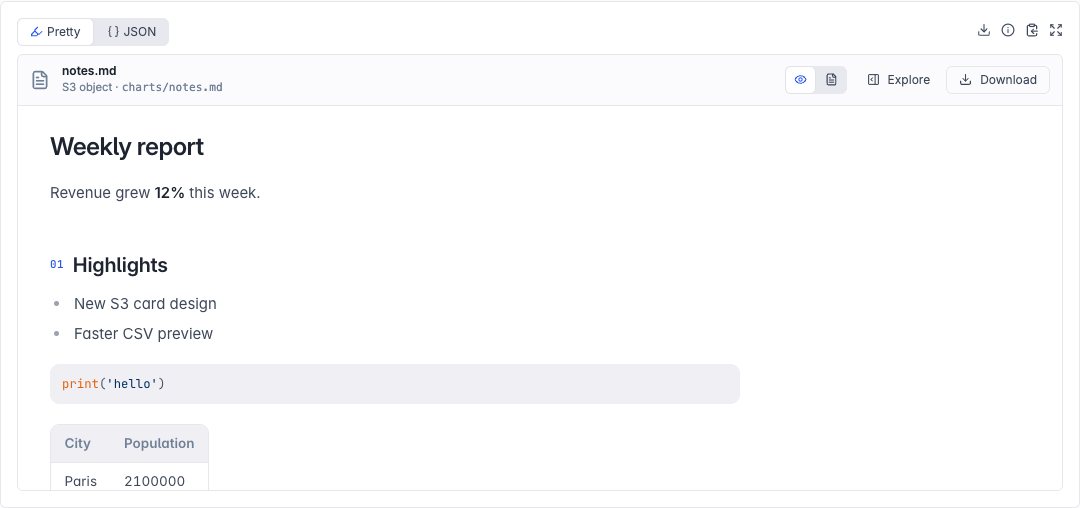 Pretty
{ } JSON
notes.md
S3 object · charts/notes.md
Explore
Download
Weekly report
Revenue grew 12% this week.
01 Highlights
• New S3 card design
• Faster CSV preview
print('hello')
City Population
Paris 2100000